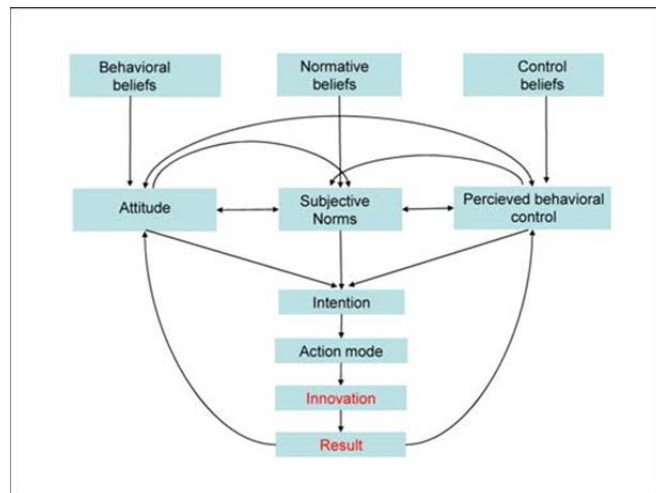 Behavioral
beliefs
Normative
beliefs
Control
beliefs
Attitude
Subjective
Norms
Percieved behavioral
control
Intention
Action mode
Innovation
Result